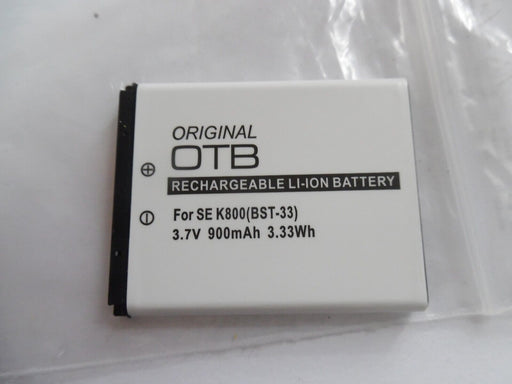 ORIGINAL
OTB
RECHARGEABLE LI-ION BATTERY
For SE K800(BST-33)
3.7V 900mAh 3.33Wh